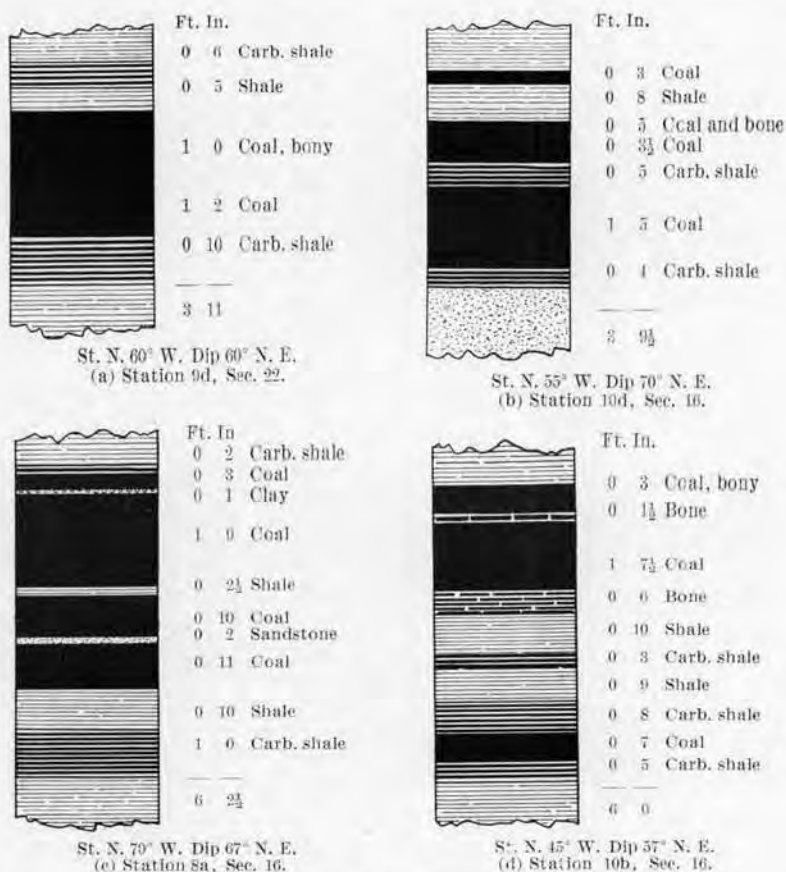 Ft. In.
0 6 Carb. shale
0 5 Shale
1 0 Coal, bony
1 2 Coal
0 10 Carb. shale
3 11
St. N. 60° W. Dip 60° N. E.
(a) Station 9d, Sec. 22.
Ft. In.
0 3 Coal
0 8 Shale
0 5 Coal and bone
0 3½ Coal
0 5 Carb. shale
1 5 Coal
0 4 Carb. shale
3 9½
St. N. 55° W. Dip 70° N. E.
(b) Station 10d, Sec. 16.
Ft. In
0 2 Carb. shale
0 3 Coal
0 1 Clay
1 9 Coal
0 2½ Shale
0 10 Coal
0 2 Sandstone
0 11 Coal
0 10 Shale
1 0 Carb. shale
6 2½
St. N. 70° W. Dip 67° N. E.
(c) Station 8a, Sec. 16.
Ft. In.
0 3 Coal, bony
0 1½ Bone
1 7½ Coal
0 6 Bone
0 10 Shale
0 3 Carb. shale
0 9 Shale
0 8 Carb. shale
0 7 Coal
0 5 Carb. shale
6 0
St. N. 45° W. Dip 57° N. E.
(d) Station 10b, Sec. 16.